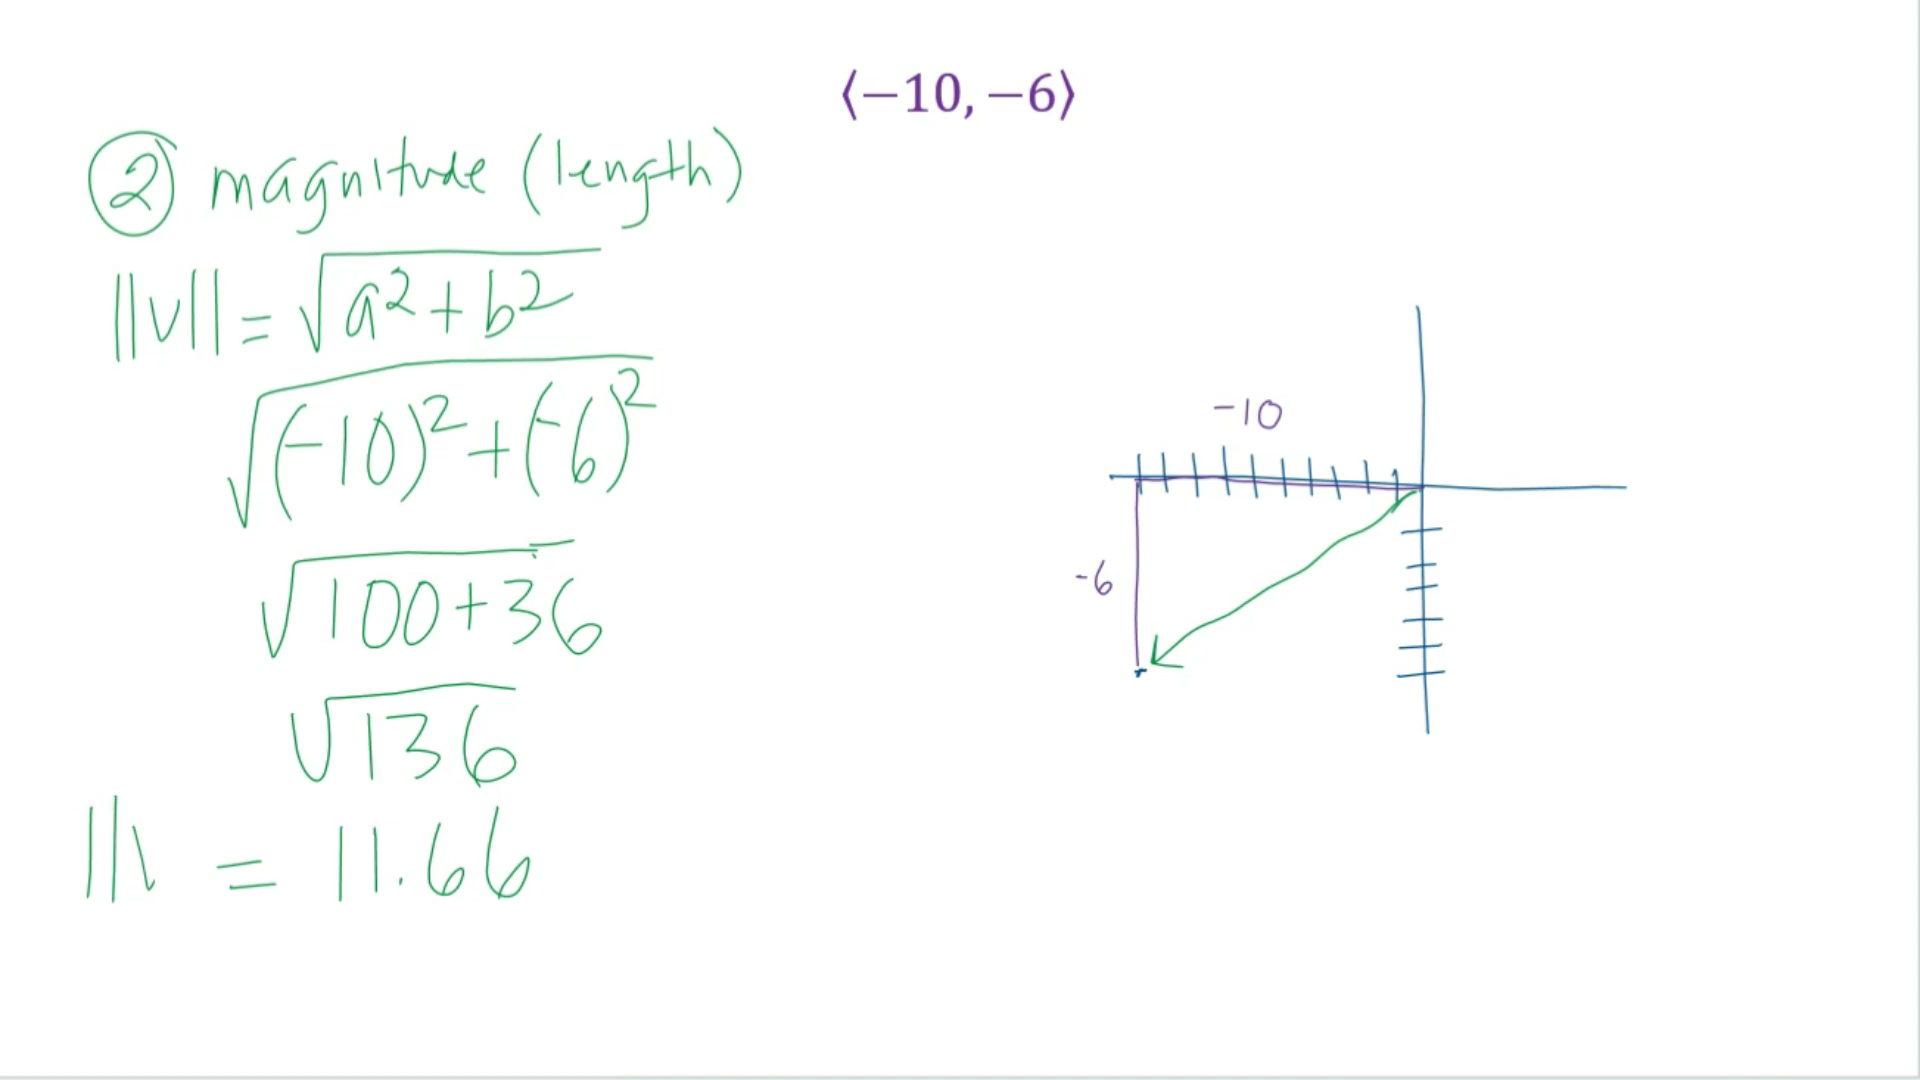 ⟨−10, −6⟩
② magnitude (length)
||v|| = √a² + b²
√(-10)² + (-6)²
√100 + 36
√136
||\ = 11.66
-10
-6